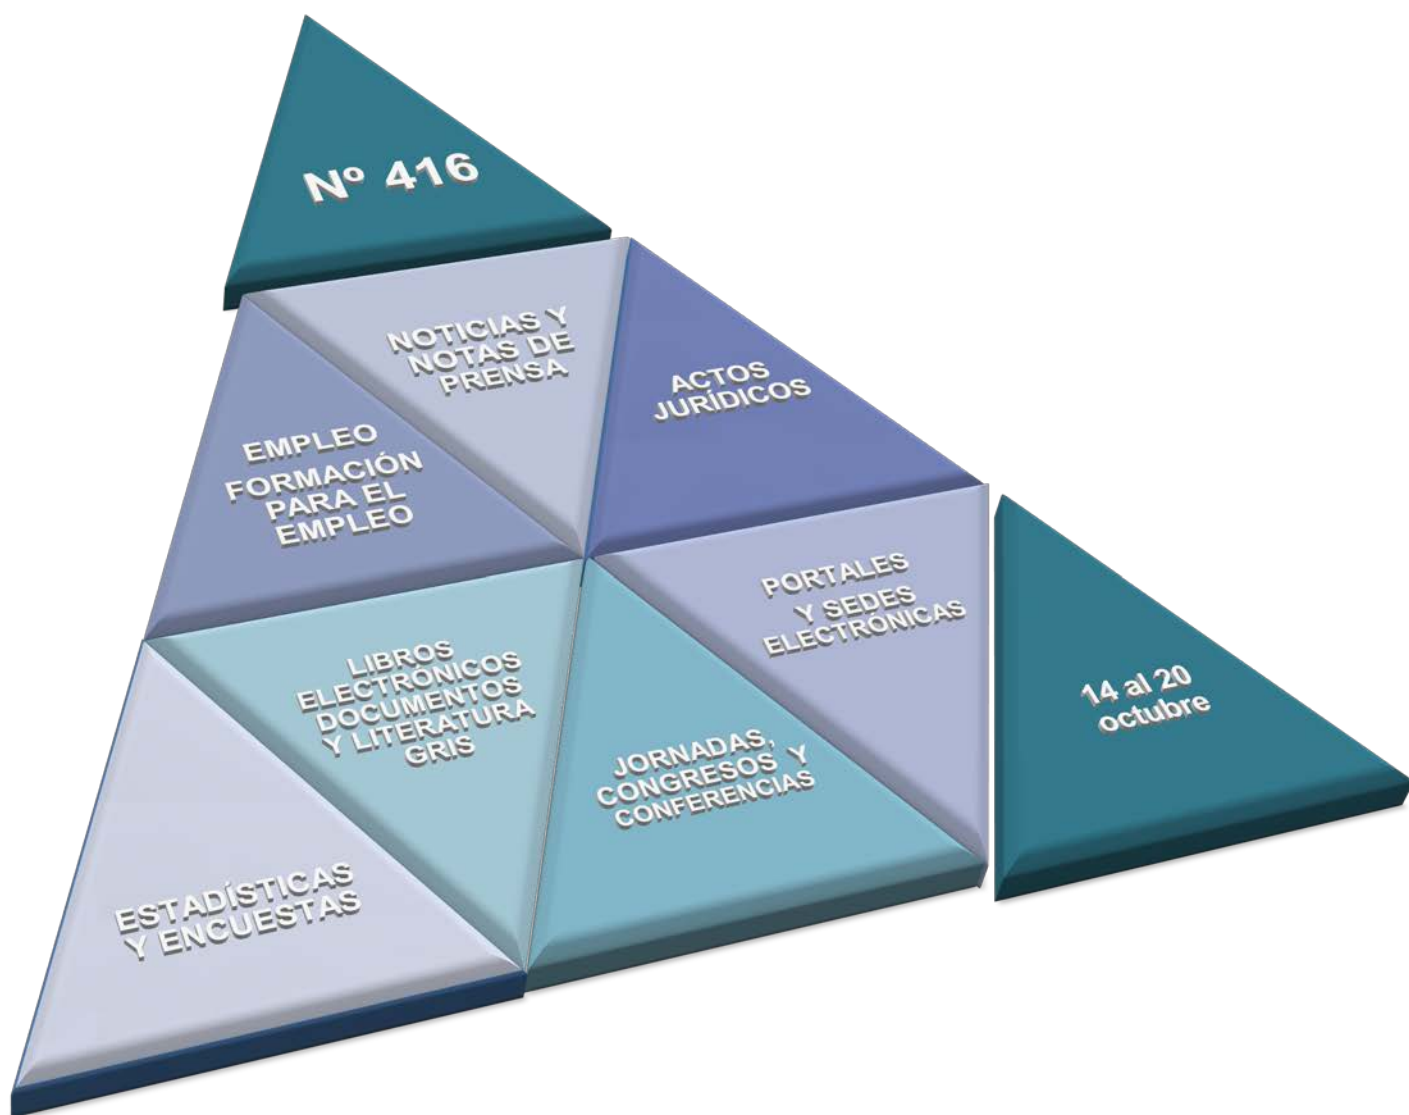 Nº 416
NOTICIAS Y
NOTAS DE
PRENSA
ACTOS
JURÍDICOS
EMPLEO
FORMACIÓN
PARA EL
EMPLEO
PORTALES
Y SEDES
ELECTRÓNICAS
LIBROS
ELECTRÓNICOS
DOCUMENTOS
Y LITERATURA
GRIS
14 al 20
octubre
JORNADAS,
CONGRESOS Y
CONFERENCIAS
ESTADÍSTICAS
Y ENCUESTAS